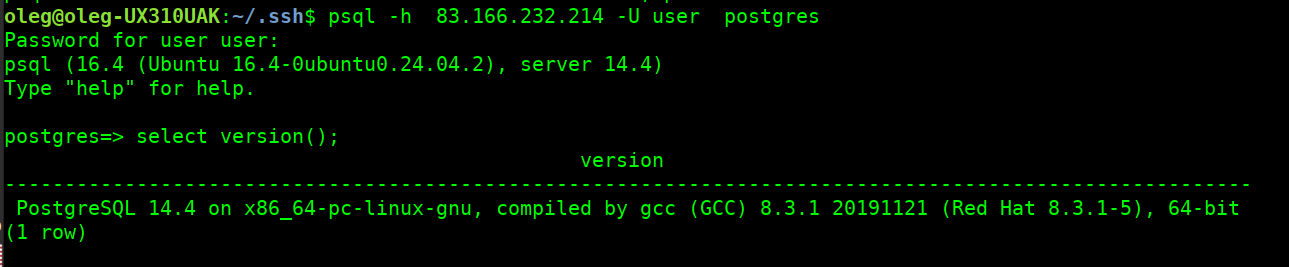 oleg@oleg-UX310UAK:~/.ssh$ psql -h  83.166.232.214 -U user  postgres
Password for user user:
psql (16.4 (Ubuntu 16.4-0ubuntu0.24.04.2), server 14.4)
Type "help" for help.
postgres=> select version();
version
--------------------------------------------------------------------------------------------------------
PostgreSQL 14.4 on x86_64-pc-linux-gnu, compiled by gcc (GCC) 8.3.1 20191121 (Red Hat 8.3.1-5), 64-bit
(1 row)